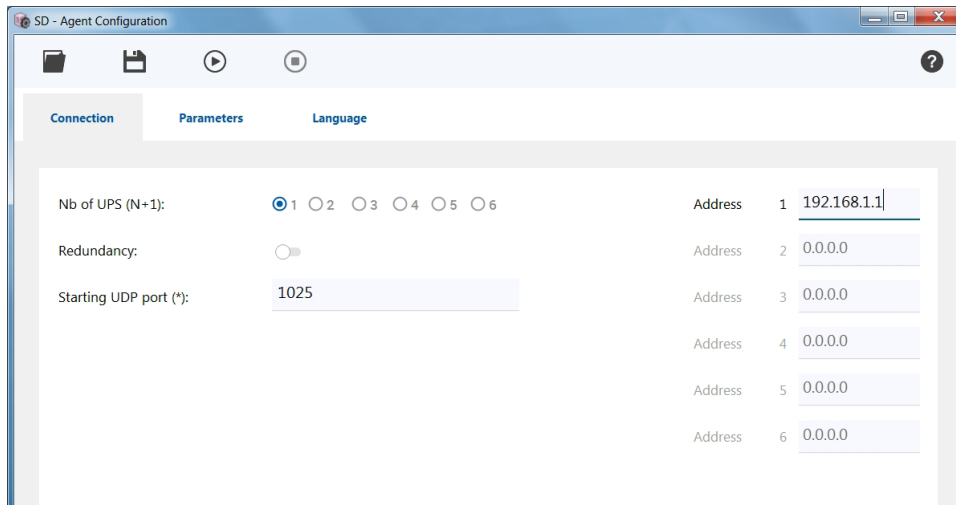 SD - Agent Configuration
Connection Parameters Language
Nb of UPS (N+1): 1 2 3 4 5 6 Address 1 192.168.1.1
Redundancy: Address 2 0.0.0.0
Starting UDP port (*): 1025 Address 3 0.0.0.0
Address 4 0.0.0.0
Address 5 0.0.0.0
Address 6 0.0.0.0